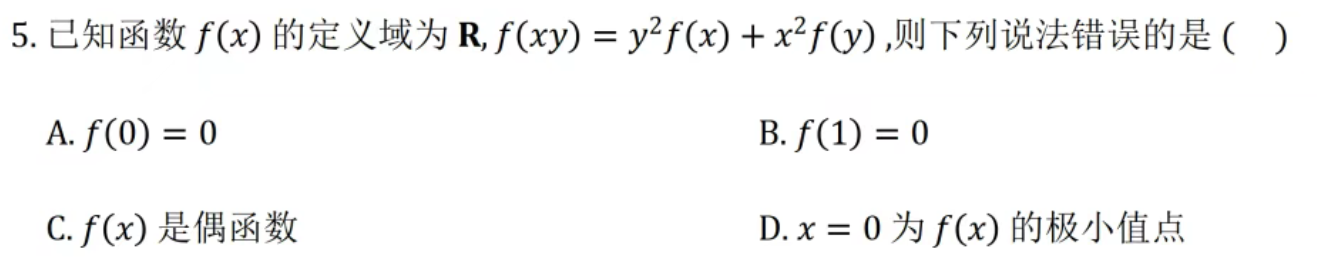 5. 已知函数 f(x) 的定义域为 R, f(xy) = y²f(x) + x²f(y) ,则下列说法错误的是 (   )
A. f(0) = 0 B. f(1) = 0
C. f(x) 是偶函数 D. x = 0 为 f(x) 的极小值点